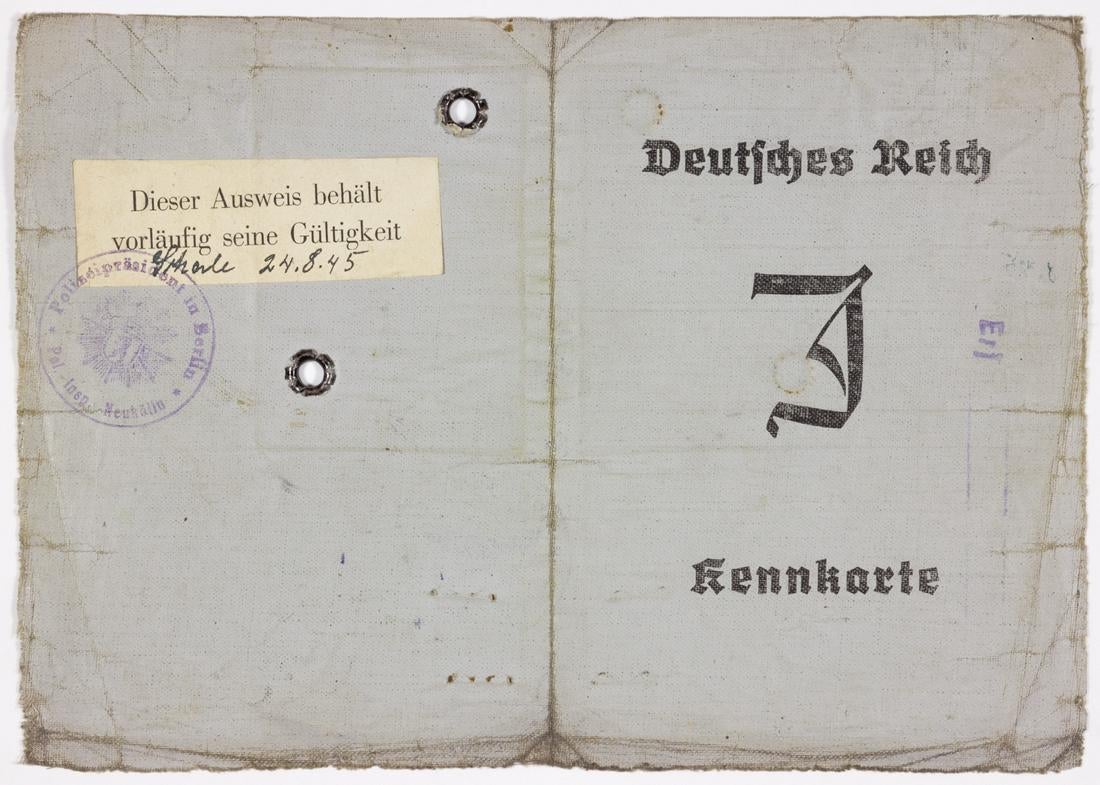 Dieser Ausweis behält
vorläufig seine Gültigkeit
24.8.45
Polizeipräsident in Berlin
* Pol. Insp. Neukölln *
Deutsches Reich
J
Kennkarte